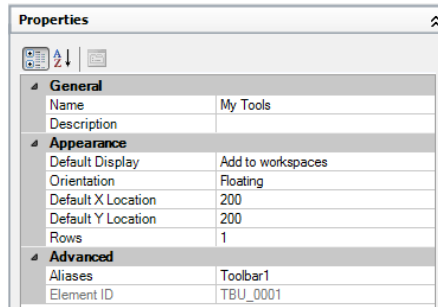 Properties
General
Name My Tools
Description
Appearance
Default Display Add to workspaces
Orientation Floating
Default X Location 200
Default Y Location 200
Rows 1
Advanced
Aliases Toolbar1
Element ID TBU_0001